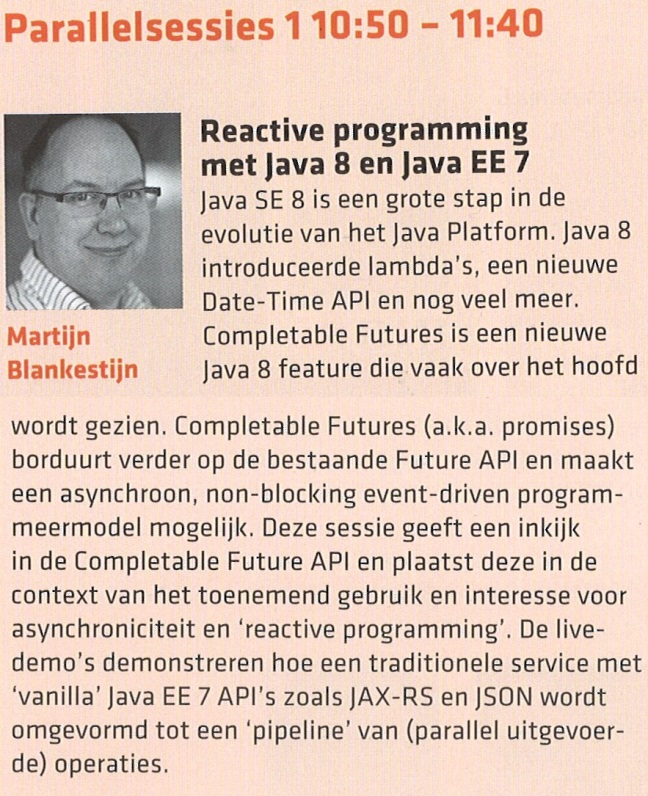 Parallelsessies 1 10:50 – 11:40
Reactive programming
met Java 8 en Java EE 7
Java SE 8 is een grote stap in de
evolutie van het Java Platform. Java 8
introduceerde lambda's, een nieuwe
Date-Time API en nog veel meer.
Completable Futures is een nieuwe
Java 8 feature die vaak over het hoofd
Martijn
Blankestijn
wordt gezien. Completable Futures (a.k.a. promises)
borduurt verder op de bestaande Future API en maakt
een asynchroon, non-blocking event-driven program-
meermodel mogelijk. Deze sessie geeft een inkijk
in de Completable Future API en plaatst deze in de
context van het toenemend gebruik en interesse voor
asynchroniciteit en ‘reactive programming’. De live-
demo's demonstreren hoe een traditionele service met
‘vanilla’ Java EE 7 API's zoals JAX-RS en JSON wordt
omgevormd tot een ‘pipeline’ van (parallel uitgevoer-
de) operaties.